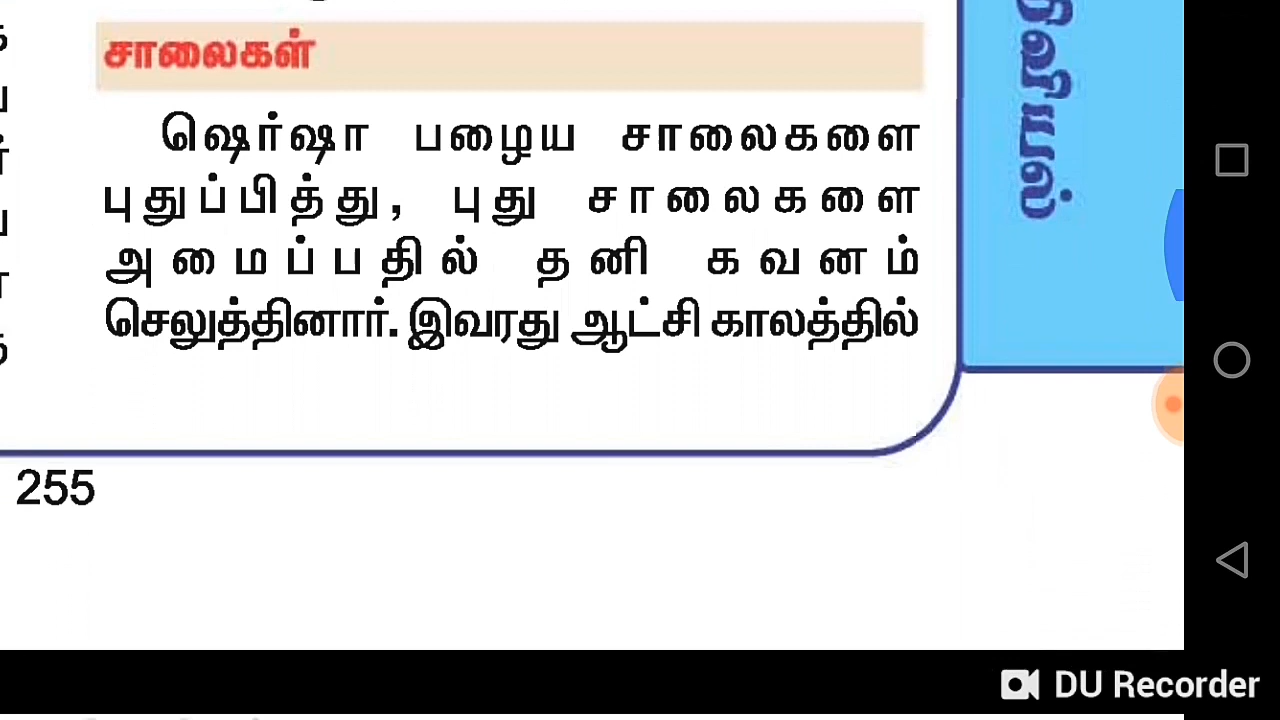 சாலைகள்
ஷெர்ஷா பழைய சாலைகளை
புதுப்பித்து, புது சாலைகளை
அமைப்பதில் தனி கவனம்
செலுத்தினார். இவரது ஆட்சி காலத்தில்
255
DU Recorder